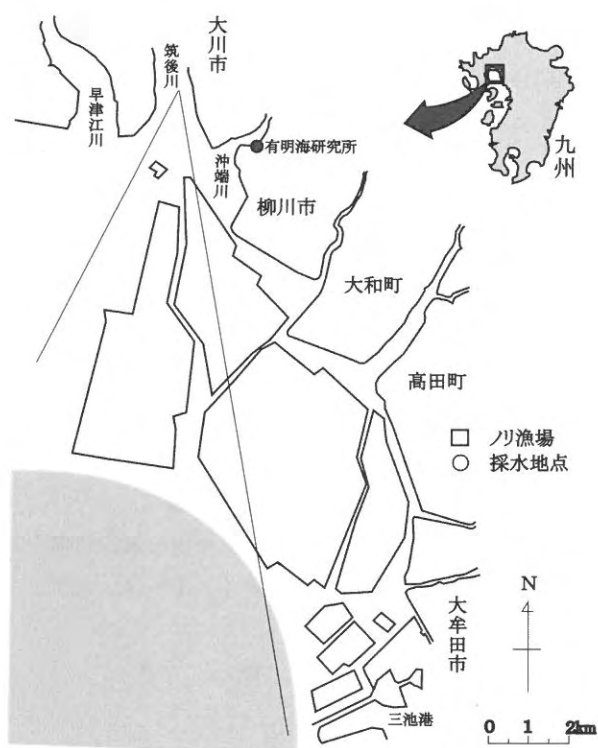 大川市
筑後川
早津江川
有明海研究所
沖端川
柳川市
九州
大和町
高田町
ノリ漁場
採水地点
N
大牟田市
三池港
0 1 2km